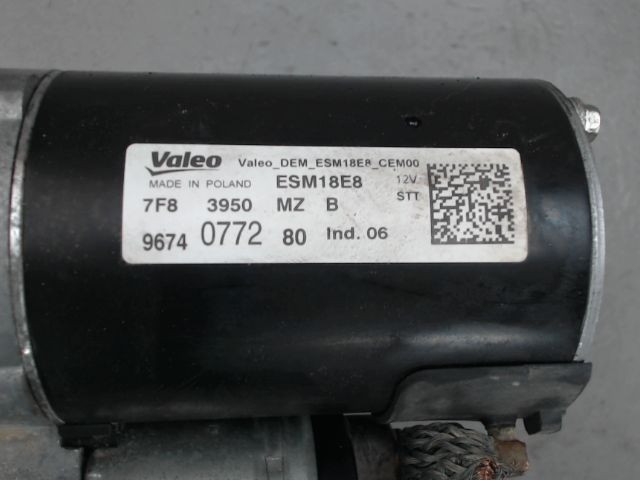 Valeo Valeo_DEM_ESM18E8_CEM00
MADE IN POLAND ESM18E8 12V
7F8 3950 MZ B STT
9674 0772 80 Ind. 06